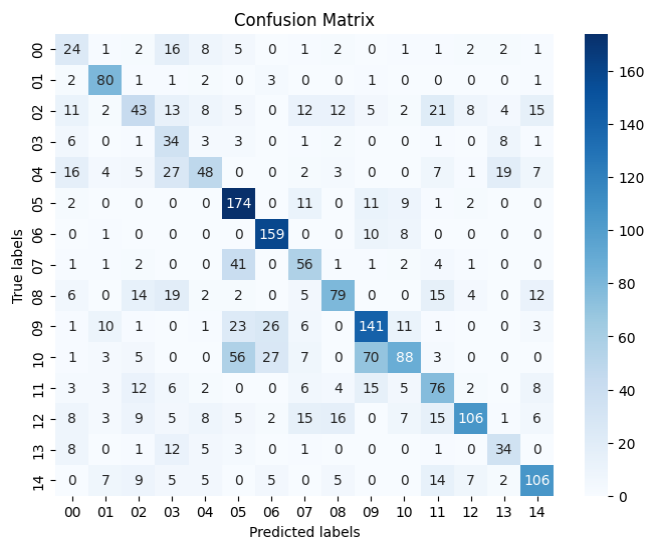 Confusion Matrix
00 24 1 2 16 8 5 0 1 2 0 1 1 2 2 1
01 2 80 1 1 2 0 3 0 0 1 0 0 0 0 1
02 11 2 43 13 8 5 0 12 12 5 2 21 8 4 15
03 6 0 1 34 3 3 0 1 2 0 0 1 0 8 1
04 16 4 5 27 48 0 0 2 3 0 0 7 1 19 7
05 2 0 0 0 0 174 0 11 0 11 9 1 2 0 0
06 0 1 0 0 0 0 159 0 0 10 8 0 0 0 0
07 1 1 2 0 0 41 0 56 1 1 2 4 1 0 0
08 6 0 14 19 2 2 0 5 79 0 0 15 4 0 12
09 1 10 1 0 1 23 26 6 0 141 11 1 0 0 3
10 1 3 5 0 0 56 27 7 0 70 88 3 0 0 0
11 3 3 12 6 2 0 0 6 4 15 5 76 2 0 8
12 8 3 9 5 8 5 2 15 16 0 7 15 106 1 6
13 8 0 1 12 5 3 0 1 0 0 0 1 0 34 0
14 0 7 9 5 5 0 5 0 5 0 0 14 7 2 106
00 01 02 03 04 05 06 07 08 09 10 11 12 13 14
True labels
Predicted labels
160
140
120
100
80
60
40
20
0